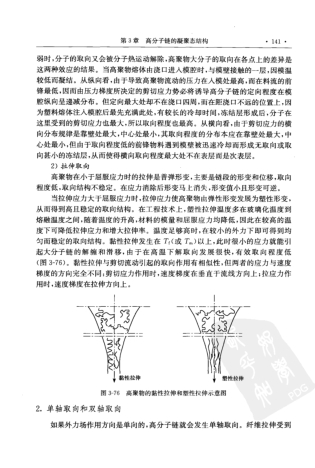 第 3 章 高分子链的凝聚态结构 · 141 ·
弱时,分子的取向又会被分子热运动解除,高聚物大分子的取向在各点上的差异是
这两种效应的结果。当高聚物熔体由浇口进入模腔时,与模壁接触的一层,因模温
较低而凝固。从纵向看,由于导致高聚物流动的压力在入模处最高,而在料流的前
锋最低,因而由压力梯度所决定的剪切应力势必将诱导高分子链的定向程度在模
腔纵向是递减分布。但定向最大处却不在浇口四周,而在距浇口不远的位置上,因
为塑料熔体注入模腔后最先充满此处,有较长的冷却时间,冻结层形成后,分子在
这里受到的剪切应力也最大,所以取向程度也最大。从横向看,由于剪切应力的横
向分布规律是靠壁处最大,中心处最小,其取向程度的分布本应在靠壁处最大,中
心处最小,但由于取向程度低的前锋高聚物遇到模壁被迅速冷却而形成无取向或
取向甚小的冻结层,从而使得横向取向程度最大处不在表层而是次表层。
2) 拉伸取向
高聚物在小于屈服应力时的拉伸是普弹形变,主要是链段的形变和位移,取向
程度低,取向结构不稳定。在应力消除后形变马上消失,形变值小且形变可逆。
当拉伸应力大于屈服应力时,拉伸应力使高聚物由弹性形变发展为塑性形变,
从而得到高且稳定的取向结构。在工程技术上,塑性拉伸温度多在玻璃化温度到
熔融温度之间;随着温度的升高,材料的模量和屈服应力均降低,因此在较高的温
度下可降低拉伸应力和增大拉伸率。温度足够高时,在较小的外力下即可得到均
匀而稳定的取向结构。黏性拉伸发生在 Tf(或 Tm)以上,此时很小的应力就能引
起大分子链的解缠和滑移,由于在高温下解取向发展很快,有效取向程度低
(图 3-76)。黏性拉伸与剪切流动引起的取向作用有相似性,但两者的应力与速度
梯度的方向完全不同;剪切应力作用时,速度梯度在垂直于流线方向上;拉应力作
用时,速度梯度在拉伸方向上。
黏性拉伸 塑性拉伸
图 3-76 高聚物的黏性拉伸和塑性拉伸示意图
2. 单轴取向和双轴取向
如果外力场作用方向是单向的,高分子链就会发生单轴取向。纤维拉伸受到